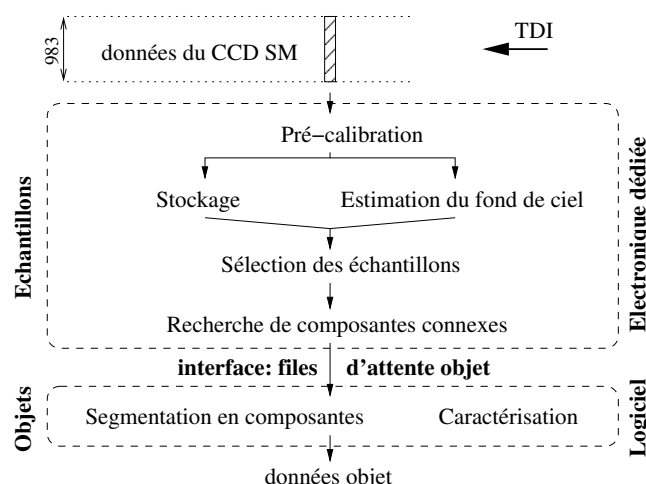 983
données du CCD SM
TDI
Pré−calibration
Stockage
Estimation du fond de ciel
Sélection des échantillons
Recherche de composantes connexes
Echantillons
Electronique dédiée
interface: files d'attente objet
Segmentation en composantes
Caractérisation
Objets
Logiciel
données objet